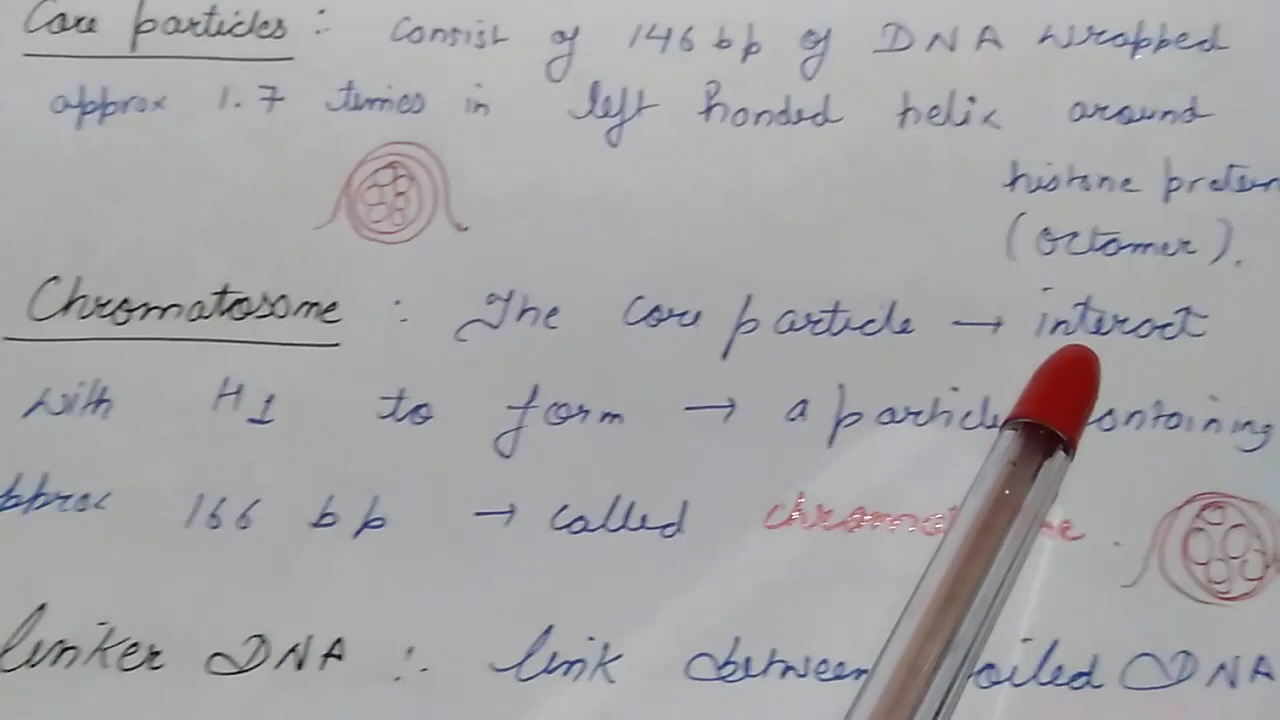 Core particles : consist of 146 bp of DNA wrapped
approx 1.7 times in left handed helix around
histone protein
(octomer).
Chromatosome : The core particle → interact
with H1 to form → a particle containing
166 bp → called
linker DNA : link between coiled DNA